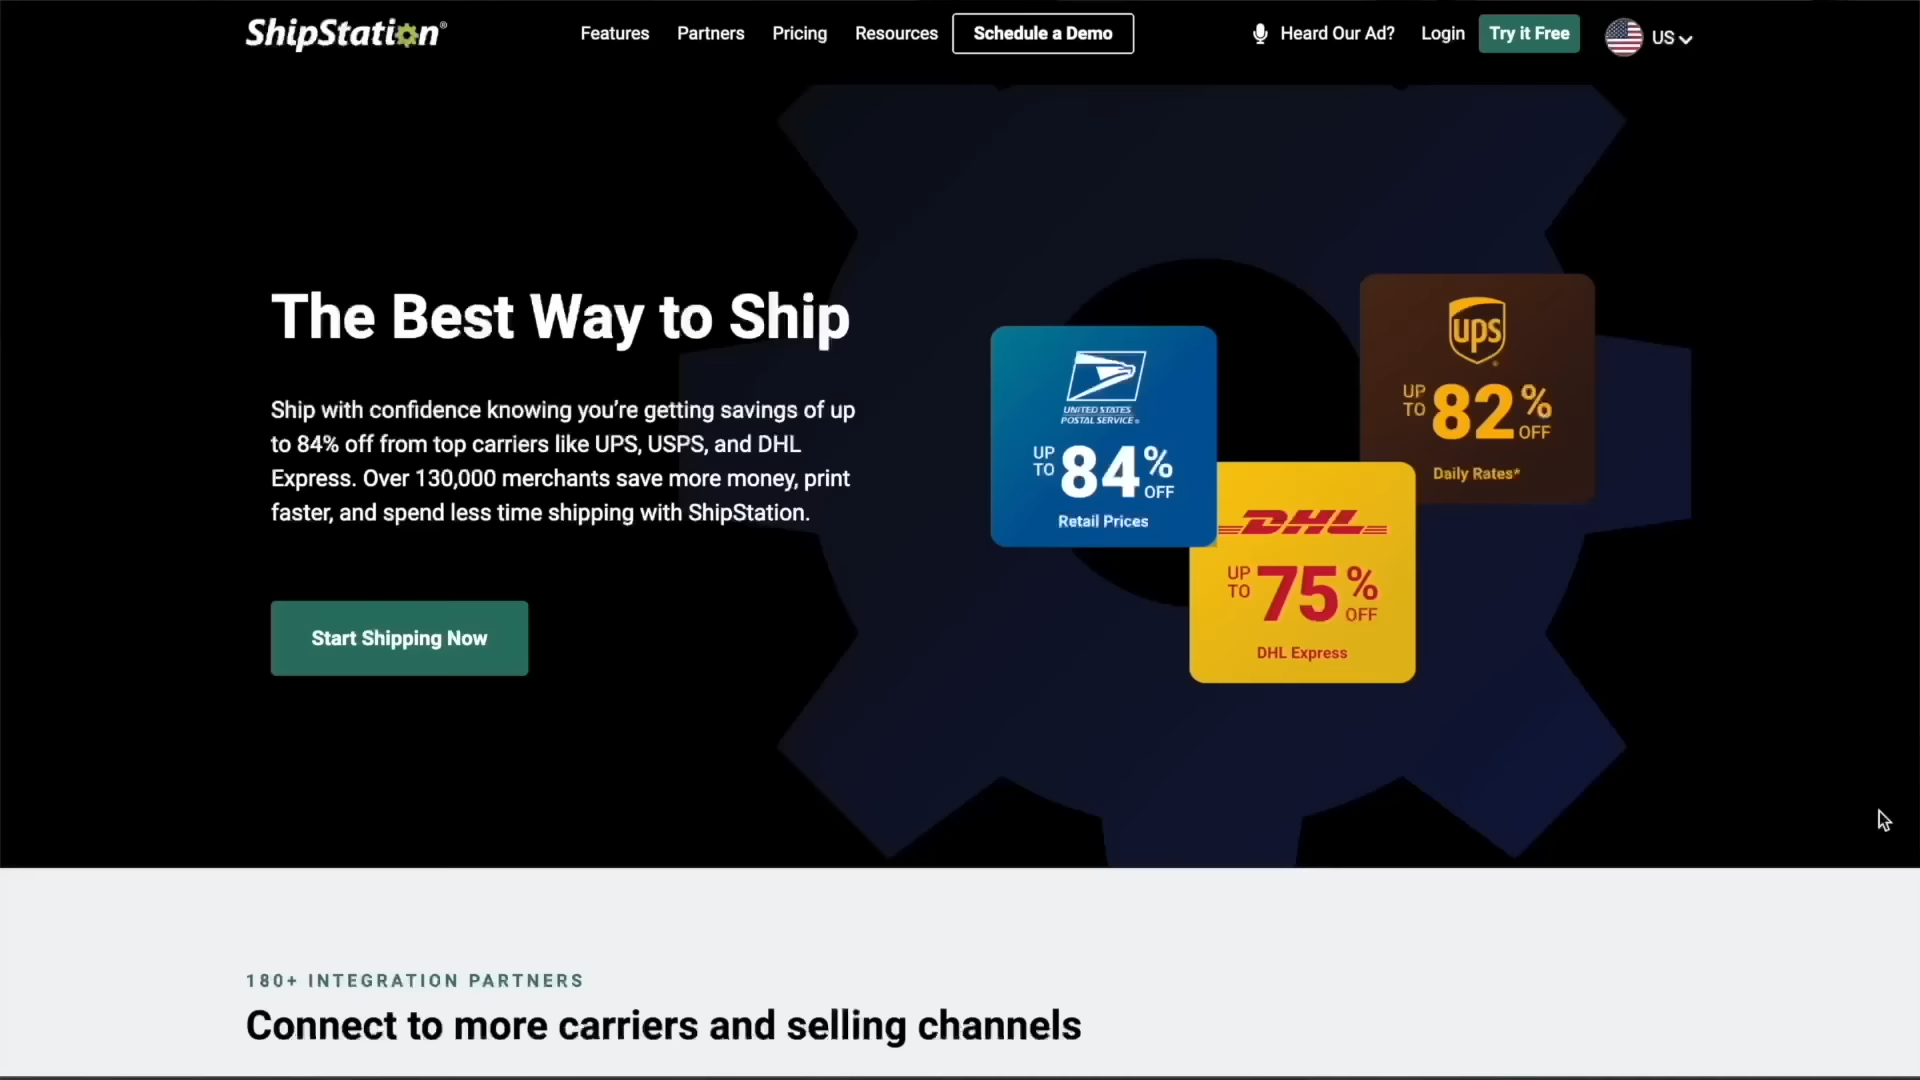 ShipStation®
Features
Partners
Pricing
Resources
Schedule a Demo
Heard Our Ad?
Login
Try it Free
US
The Best Way to Ship
Ship with confidence knowing you’re getting savings of up
to 84% off from top carriers like UPS, USPS, and DHL
Express. Over 130,000 merchants save more money, print
faster, and spend less time shipping with ShipStation.
Start Shipping Now
UNITED STATES
POSTAL SERVICE®
UP TO 84% OFF
Retail Prices
ups
UP TO 82% OFF
Daily Rates*
DHL
UP TO 75% OFF
DHL Express
180+ INTEGRATION PARTNERS
Connect to more carriers and selling channels